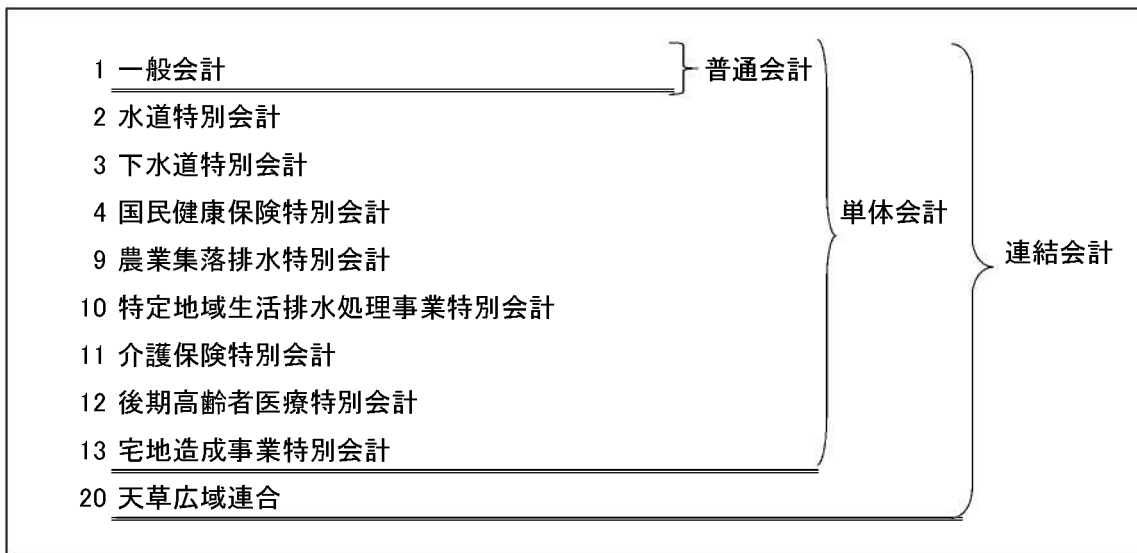 1 一般会計
普通会計
2 水道特別会計
3 下水道特別会計
4 国民健康保険特別会計
単体会計
9 農業集落排水特別会計
連結会計
10 特定地域生活排水処理事業特別会計
11 介護保険特別会計
12 後期高齢者医療特別会計
13 宅地造成事業特別会計
20 天草広域連合